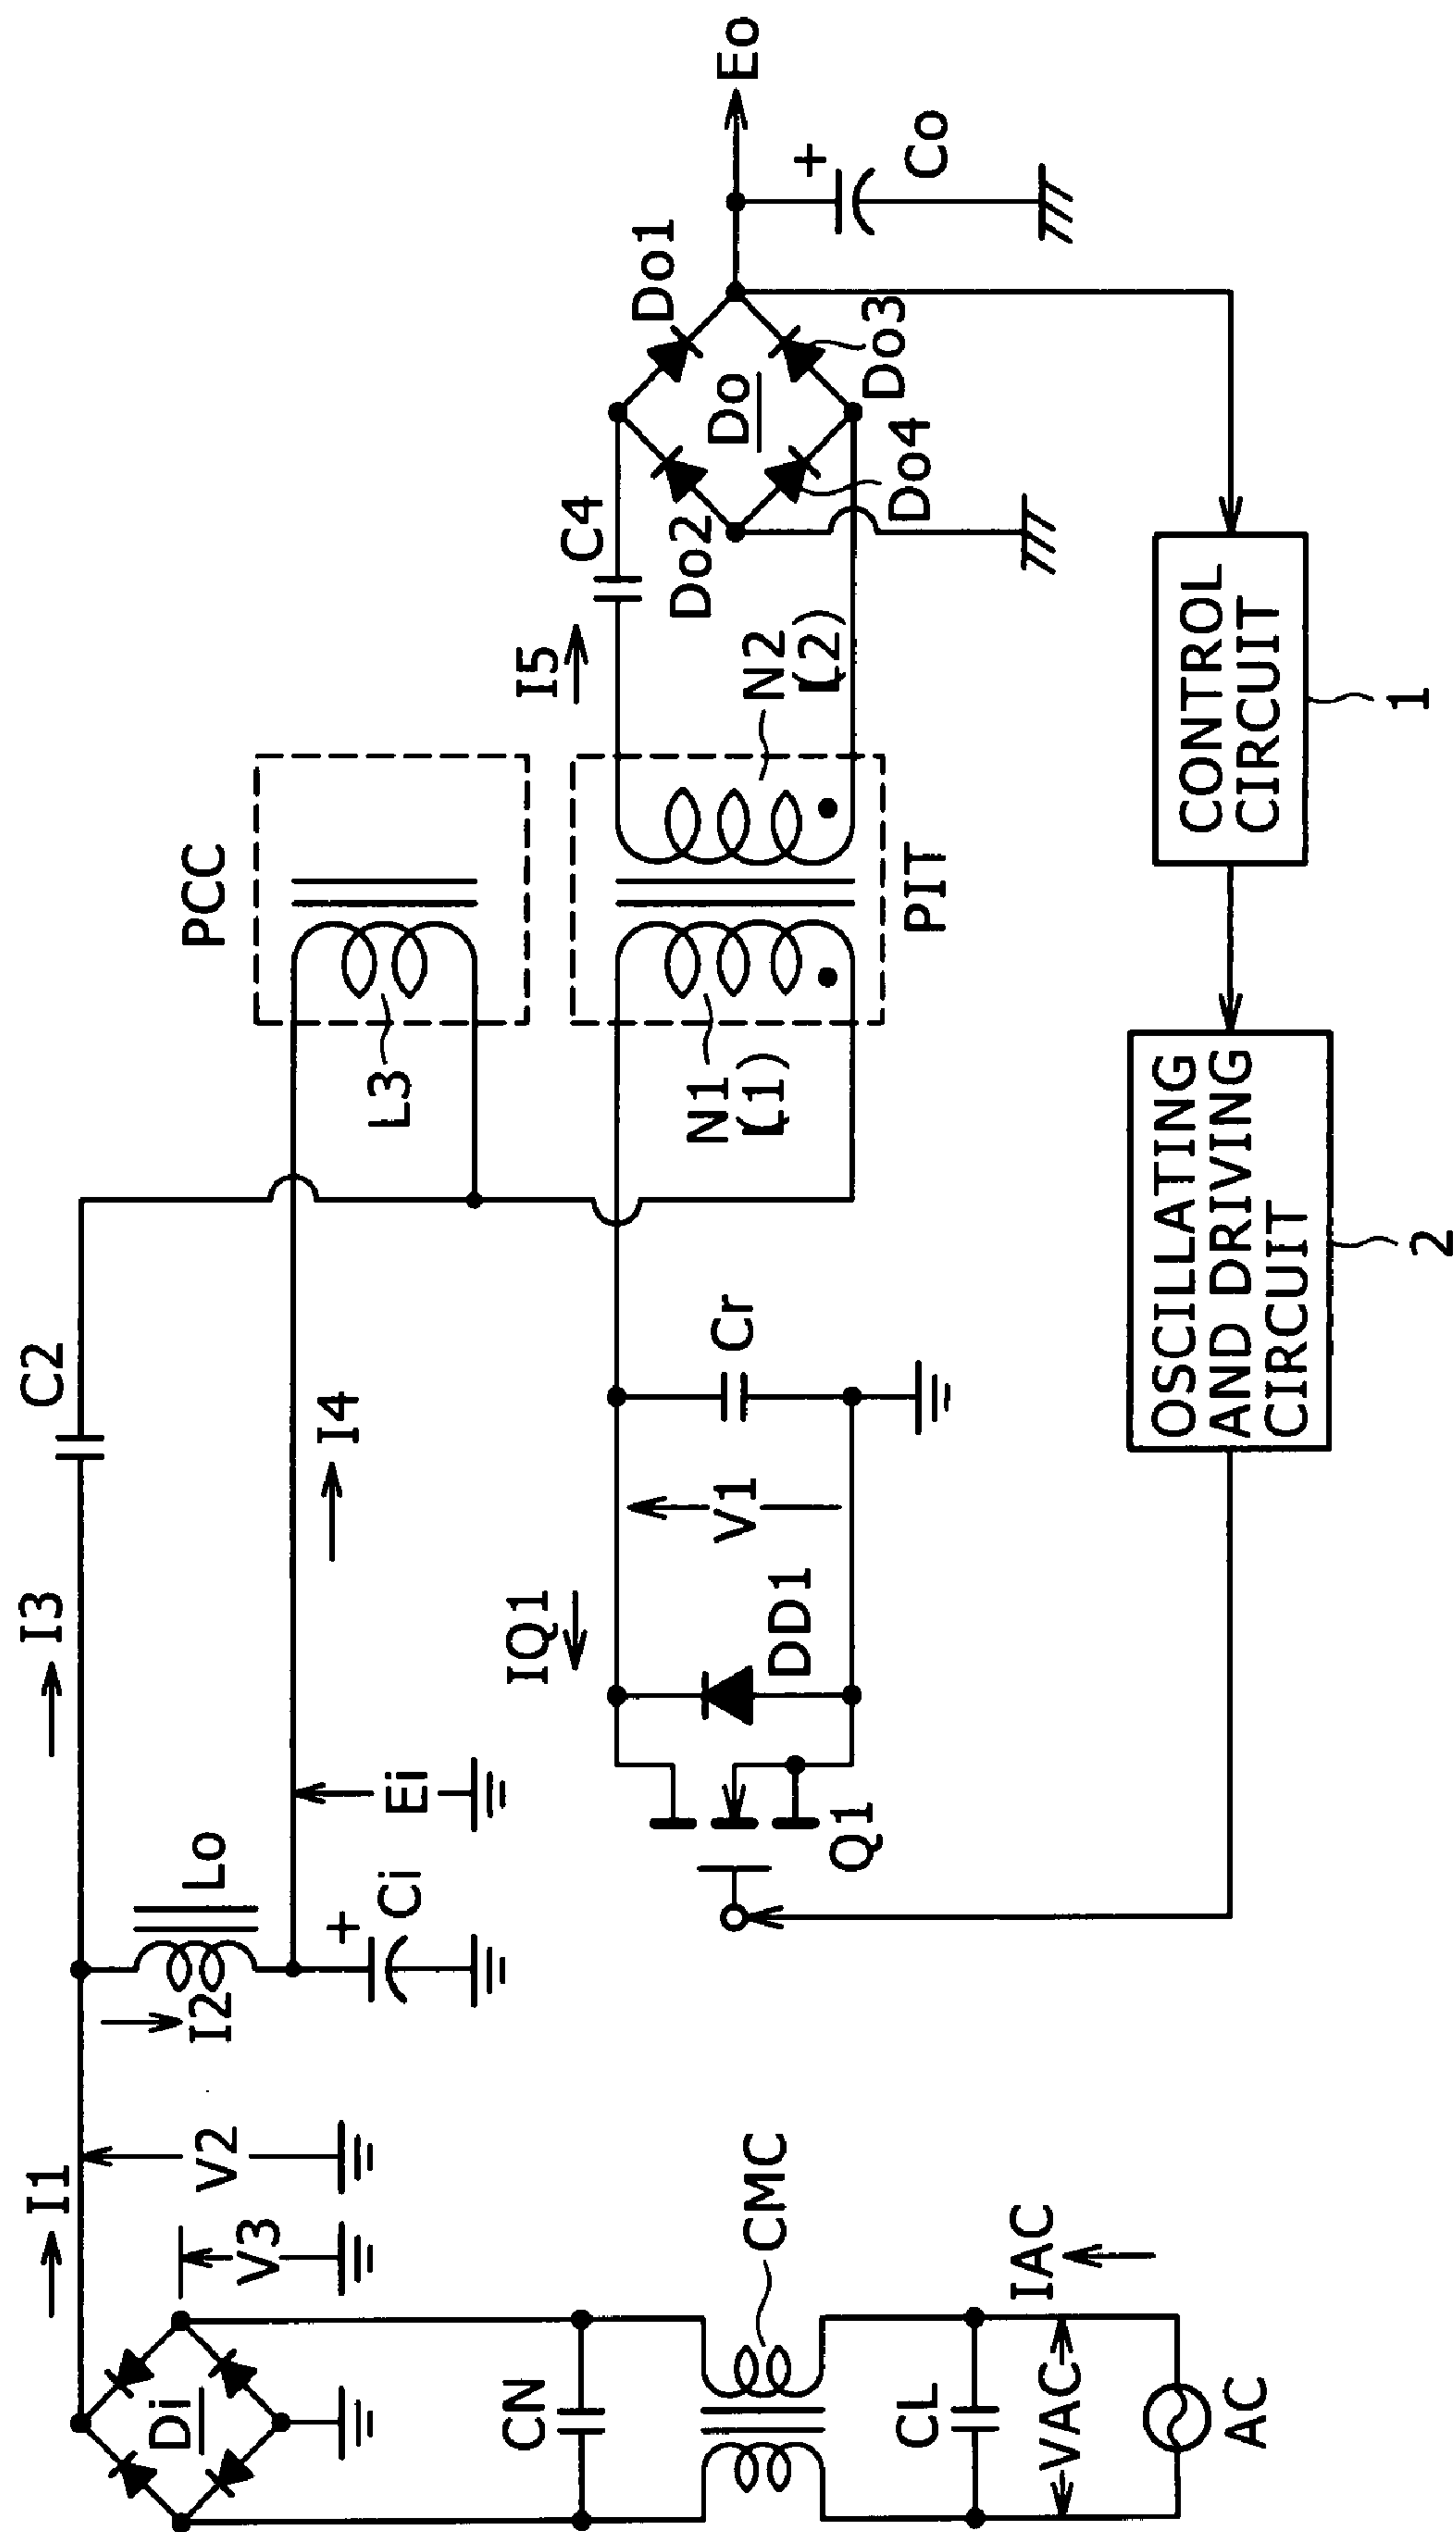 I1
V3
V2
Di
CN
CMC
CL
VAC
IAC
AC
I2
Lo
+
Ci
Ei
I3
I4
C2
IQ1
Q1
DD1
V1
Cr
PCC
L3
N1
(L1)
PIT
N2
(L2)
I5
C4
Do2
Do1
Do
Do4
Do3
+
Co
Eo
OSCILLATING
AND DRIVING
CIRCUIT
2
CONTROL
CIRCUIT
1